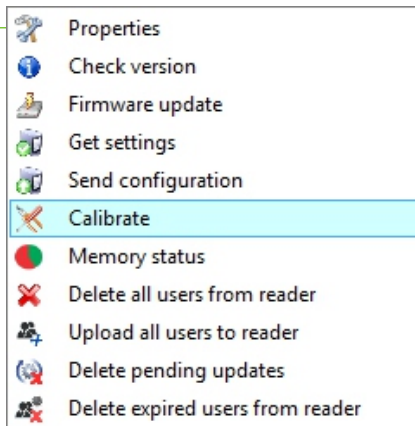 Properties
Check version
Firmware update
Get settings
Send configuration
Calibrate
Memory status
Delete all users from reader
Upload all users to reader
Delete pending updates
Delete expired users from reader